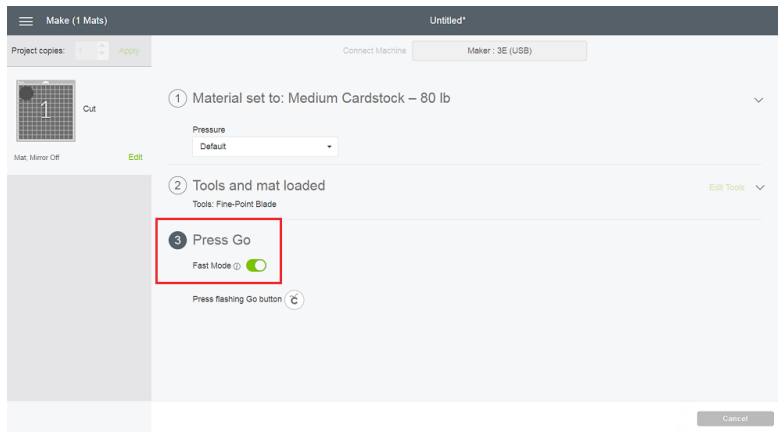 Make (1 Mats)
Untitled*
Project copies: 1 Apply
Connect Machine
Maker : 3E (USB)
1
Cut
Mat, Mirror Off
Edit
1 Material set to: Medium Cardstock – 80 lb
Pressure
Default
2 Tools and mat loaded
Edit Tools
Tools: Fine-Point Blade
3 Press Go
Fast Mode
Press flashing Go button
Cancel